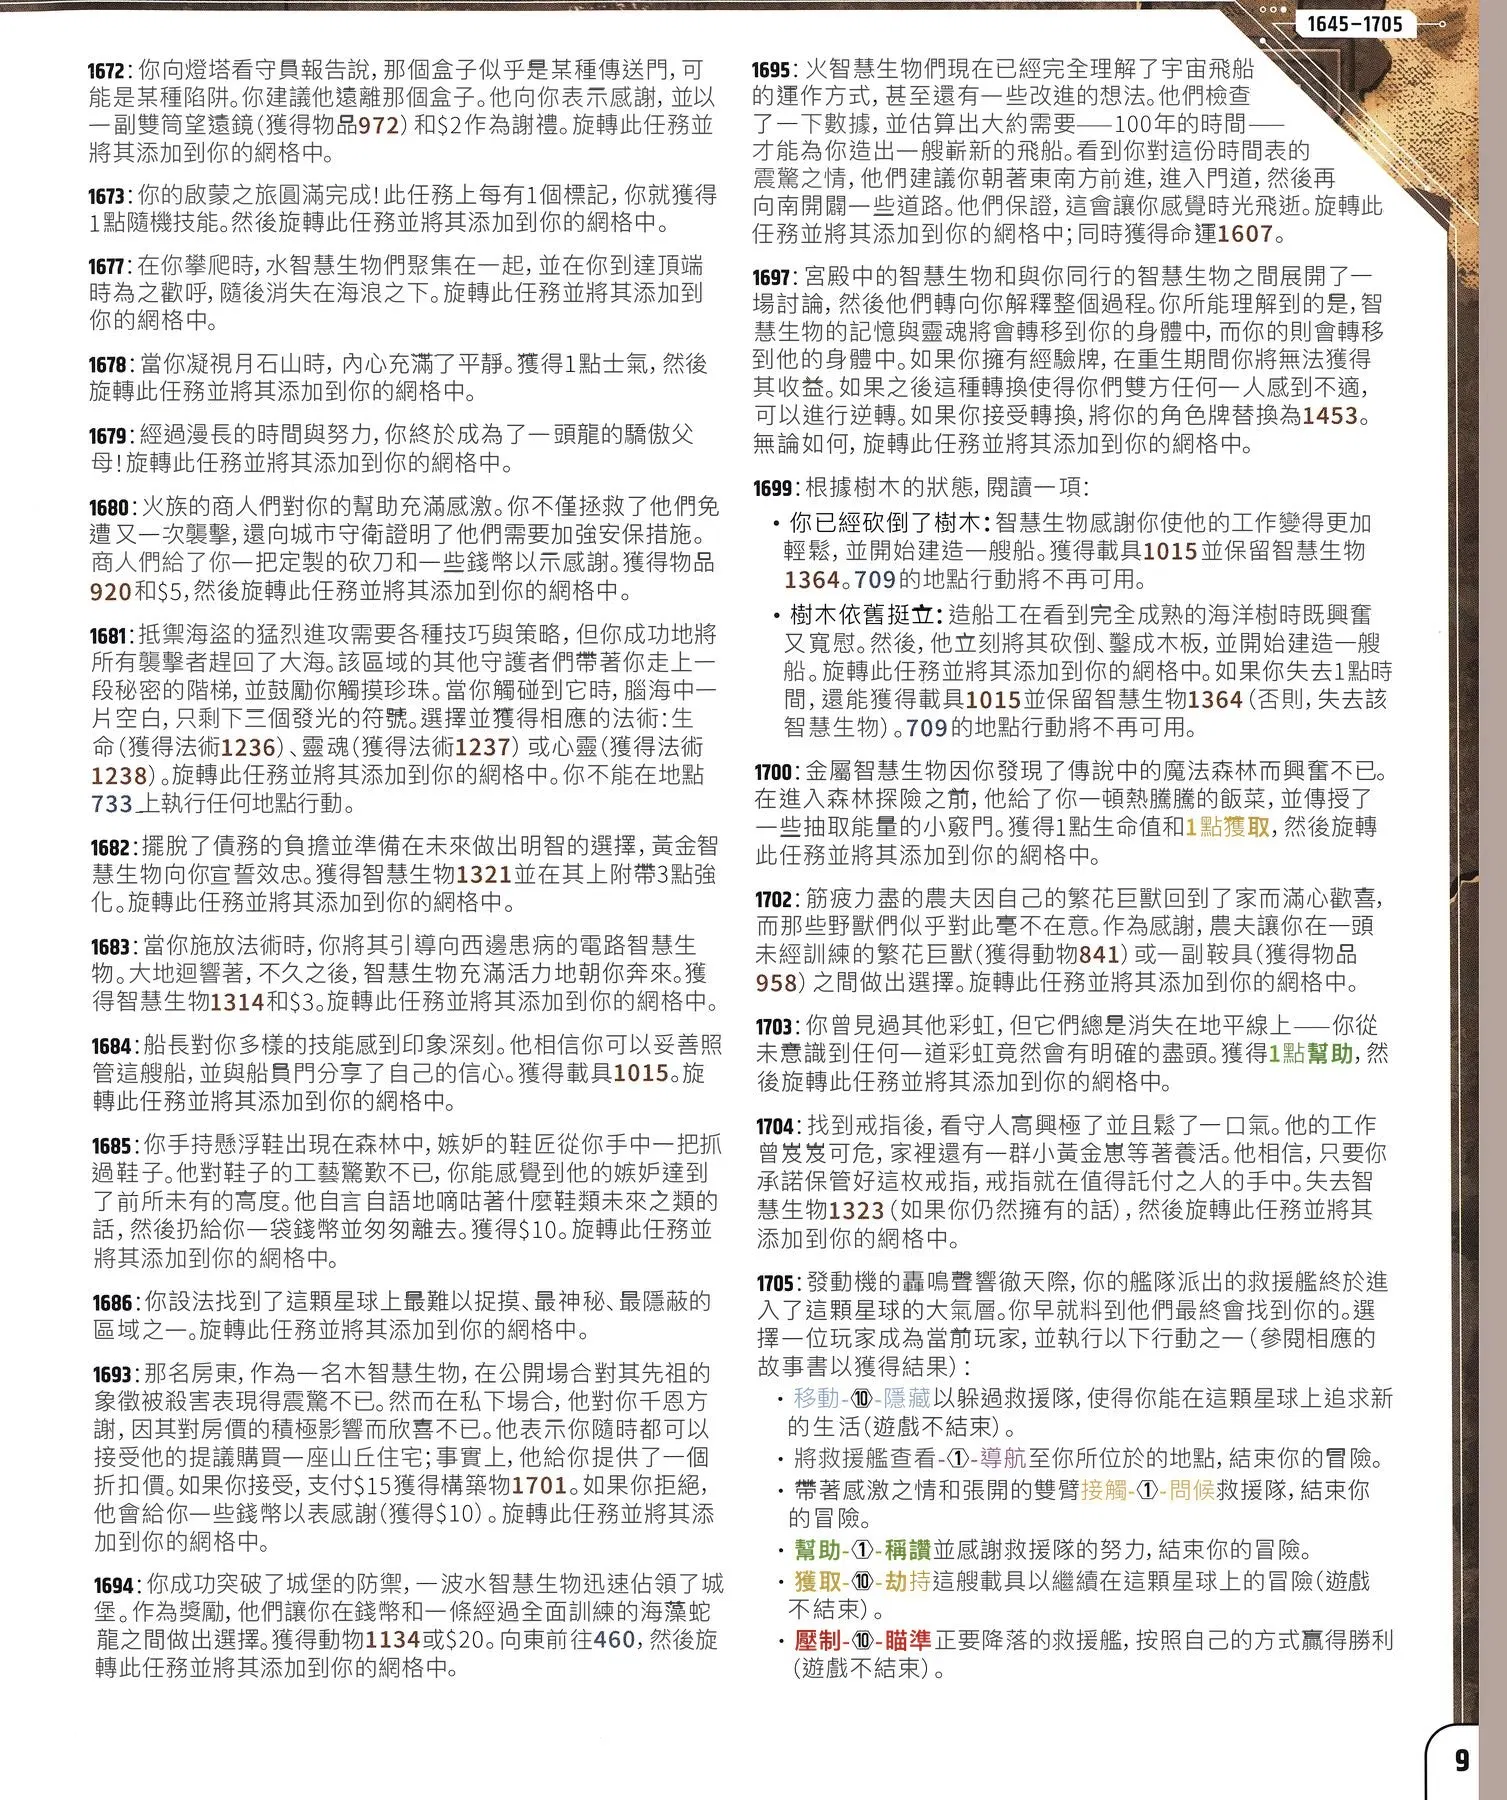 1645–1705
1672：你向燈塔看守員報告說，那個盒子似乎是某種傳送門，可
能是某種陷阱。你建議他遠離那個盒子。他向你表示感謝，並以
一副雙筒望遠鏡（獲得物品972）和$2作為謝禮。旋轉此任務並
將其添加到你的網格中。
1673：你的啟蒙之旅圓滿完成！此任務上每有1個標記，你就獲得
1點隨機技能。然後旋轉此任務並將其添加到你的網格中。
1677：在你攀爬時，水智慧生物們聚集在一起，並在你到達頂端
時為之歡呼，隨後消失在海浪之下。旋轉此任務並將其添加到
你的網格中。
1678：當你凝視月石山時，內心充滿了平靜。獲得1點士氣，然後
旋轉此任務並將其添加到你的網格中。
1679：經過漫長的時間與努力，你終於成為了一頭龍的驕傲父
母！旋轉此任務並將其添加到你的網格中。
1680：火族的商人們對你的幫助充滿感激。你不僅拯救了他們免
遭又一次襲擊，還向城市守衛證明了他們需要加強安保措施。
商人們給了你一把定製的砍刀和一些錢幣以示感謝。獲得物品
920和$5，然後旋轉此任務並將其添加到你的網格中。
1681：抵禦海盜的猛烈進攻需要各種技巧與策略，但你成功地將
所有襲擊者趕回了大海。該區域的其他守護者們帶著你走上一
段秘密的階梯，並鼓勵你觸摸珍珠。當你觸碰到它時，腦海中一
片空白，只剩下三個發光的符號。選擇並獲得相應的法術：生
命（獲得法術1236）、靈魂（獲得法術1237）或心靈（獲得法術
1238）。旋轉此任務並將其添加到你的網格中。你不能在地點
733上執行任何地點行動。
1682：擺脫了債務的負擔並準備在未來做出明智的選擇，黃金智
慧生物向你宣誓效忠。獲得智慧生物1321並在其上附帶3點強
化。旋轉此任務並將其添加到你的網格中。
1683：當你施放法術時，你將其引導向西邊患病的電路智慧生
物。大地迴響著，不久之後，智慧生物充滿活力地朝你奔來。獲
得智慧生物1314和$3。旋轉此任務並將其添加到你的網格中。
1684：船長對你多樣的技能感到印象深刻。他相信你可以妥善照
管這艘船，並與船員門分享了自己的信心。獲得載具1015。旋
轉此任務並將其添加到你的網格中。
1685：你手持懸浮鞋出現在森林中，嫉妒的鞋匠從你手中一把抓
過鞋子。他對鞋子的工藝驚歎不已，你能感覺到他的嫉妒達到
了前所未有的高度。他自言自語地嘀咕著什麼鞋類未來之類的
話，然後扔給你一袋錢幣並匆匆離去。獲得$10。旋轉此任務並
將其添加到你的網格中。
1686：你設法找到了這顆星球上最難以捉摸、最神秘、最隱蔽的
區域之一。旋轉此任務並將其添加到你的網格中。
1693：那名房東，作為一名木智慧生物，在公開場合對其先祖的
象徵被殺害表現得震驚不已。然而在私下場合，他對你千恩方
謝，因其對房價的積極影響而欣喜不已。他表示你隨時都可以
接受他的提議購買一座山丘住宅；事實上，他給你提供了一個
折扣價。如果你接受，支付$15獲得構築物1701。如果你拒絕，
他會給你一些錢幣以表感謝（獲得$10）。旋轉此任務並將其添
加到你的網格中。
1694：你成功突破了城堡的防禦，一波水智慧生物迅速佔領了城
堡。作為獎勵，他們讓你在錢幣和一條經過全面訓練的海藻蛇
龍之間做出選擇。獲得動物1134或$20。向東前往460，然後旋
轉此任務並將其添加到你的網格中。
1695：火智慧生物們現在已經完全理解了宇宙飛船
的運作方式，甚至還有一些改進的想法。他們檢查
了一下數據，並估算出大約需要——100年的時間——
才能為你造出一艘嶄新的飛船。看到你對這份時間表的
震驚之情，他們建議你朝著東南方前進，進入門道，然後再
向南開闢一些道路。他們保證，這會讓你感覺時光飛逝。旋轉此
任務並將其添加到你的網格中；同時獲得命運1607。
1697：宮殿中的智慧生物和與你同行的智慧生物之間展開了一
場討論，然後他們轉向你解釋整個過程。你所能理解到的是，智
慧生物的記憶與靈魂將會轉移到你的身體中，而你的則會轉移
到他的身體中。如果你擁有經驗牌，在重生期間你將無法獲得
其收益。如果之後這種轉換使得你們雙方任何一人感到不適，
可以進行逆轉。如果你接受轉換，將你的角色牌替換為1453。
無論如何，旋轉此任務並將其添加到你的網格中。
1699：根據樹木的狀態，閱讀一項：
• 你已經砍倒了樹木：智慧生物感謝你使他的工作變得更加
輕鬆，並開始建造一艘船。獲得載具1015並保留智慧生物
1364。709的地點行動將不再可用。
• 樹木依舊挺立：造船工在看到完全成熟的海洋樹時既興奮
又寬慰。然後，他立刻將其砍倒、鑿成木板，並開始建造一艘
船。旋轉此任務並將其添加到你的網格中。如果你失去1點時
間，還能獲得載具1015並保留智慧生物1364（否則，失去該
智慧生物）。709的地點行動將不再可用。
1700：金屬智慧生物因你發現了傳說中的魔法森林而興奮不已。
在進入森林探險之前，他給了你一頓熱騰騰的飯菜，並傳授了
一些抽取能量的小竅門。獲得1點生命值和1點獲取，然後旋轉
此任務並將其添加到你的網格中。
1702：筋疲力盡的農夫因自己的繁花巨獸回到了家而滿心歡喜，
而那些野獸們似乎對此毫不在意。作為感謝，農夫讓你在一頭
未經訓練的繁花巨獸（獲得動物841）或一副鞍具（獲得物品
958）之間做出選擇。旋轉此任務並將其添加到你的網格中。
1703：你曾見過其他彩虹，但它們總是消失在地平線上——你從
未意識到任何一道彩虹竟然會有明確的盡頭。獲得1點幫助，然
後旋轉此任務並將其添加到你的網格中。
1704：找到戒指後，看守人高興極了並且鬆了一口氣。他的工作
曾岌岌可危，家裡還有一群小黃金崽等著養活。他相信，只要你
承諾保管好這枚戒指，戒指就在值得託付之人的手中。失去智
慧生物1323（如果你仍然擁有的話），然後旋轉此任務並將其
添加到你的網格中。
1705：發動機的轟鳴聲響徹天際，你的艦隊派出的救援艦終於進
入了這顆星球的大氣層。你早就料到他們最終會找到你的。選
擇一位玩家成為當前玩家，並執行以下行動之一（參閱相應的
故事書以獲得結果）：
• 移動-⑩-隱藏以躲過救援隊，使得你能在這顆星球上追求新
的生活（遊戲不結束）。
• 將救援艦查看-①-導航至你所位於的地點，結束你的冒險。
• 帶著感激之情和張開的雙臂接觸-①-問候救援隊，結束你
的冒險。
• 幫助-①-稱讚並感謝救援隊的努力，結束你的冒險。
• 獲取-⑩-劫持這艘載具以繼續在這顆星球上的冒險（遊戲
不結束）。
• 壓制-⑩-瞄準正要降落的救援艦，按照自己的方式贏得勝利
（遊戲不結束）。
9